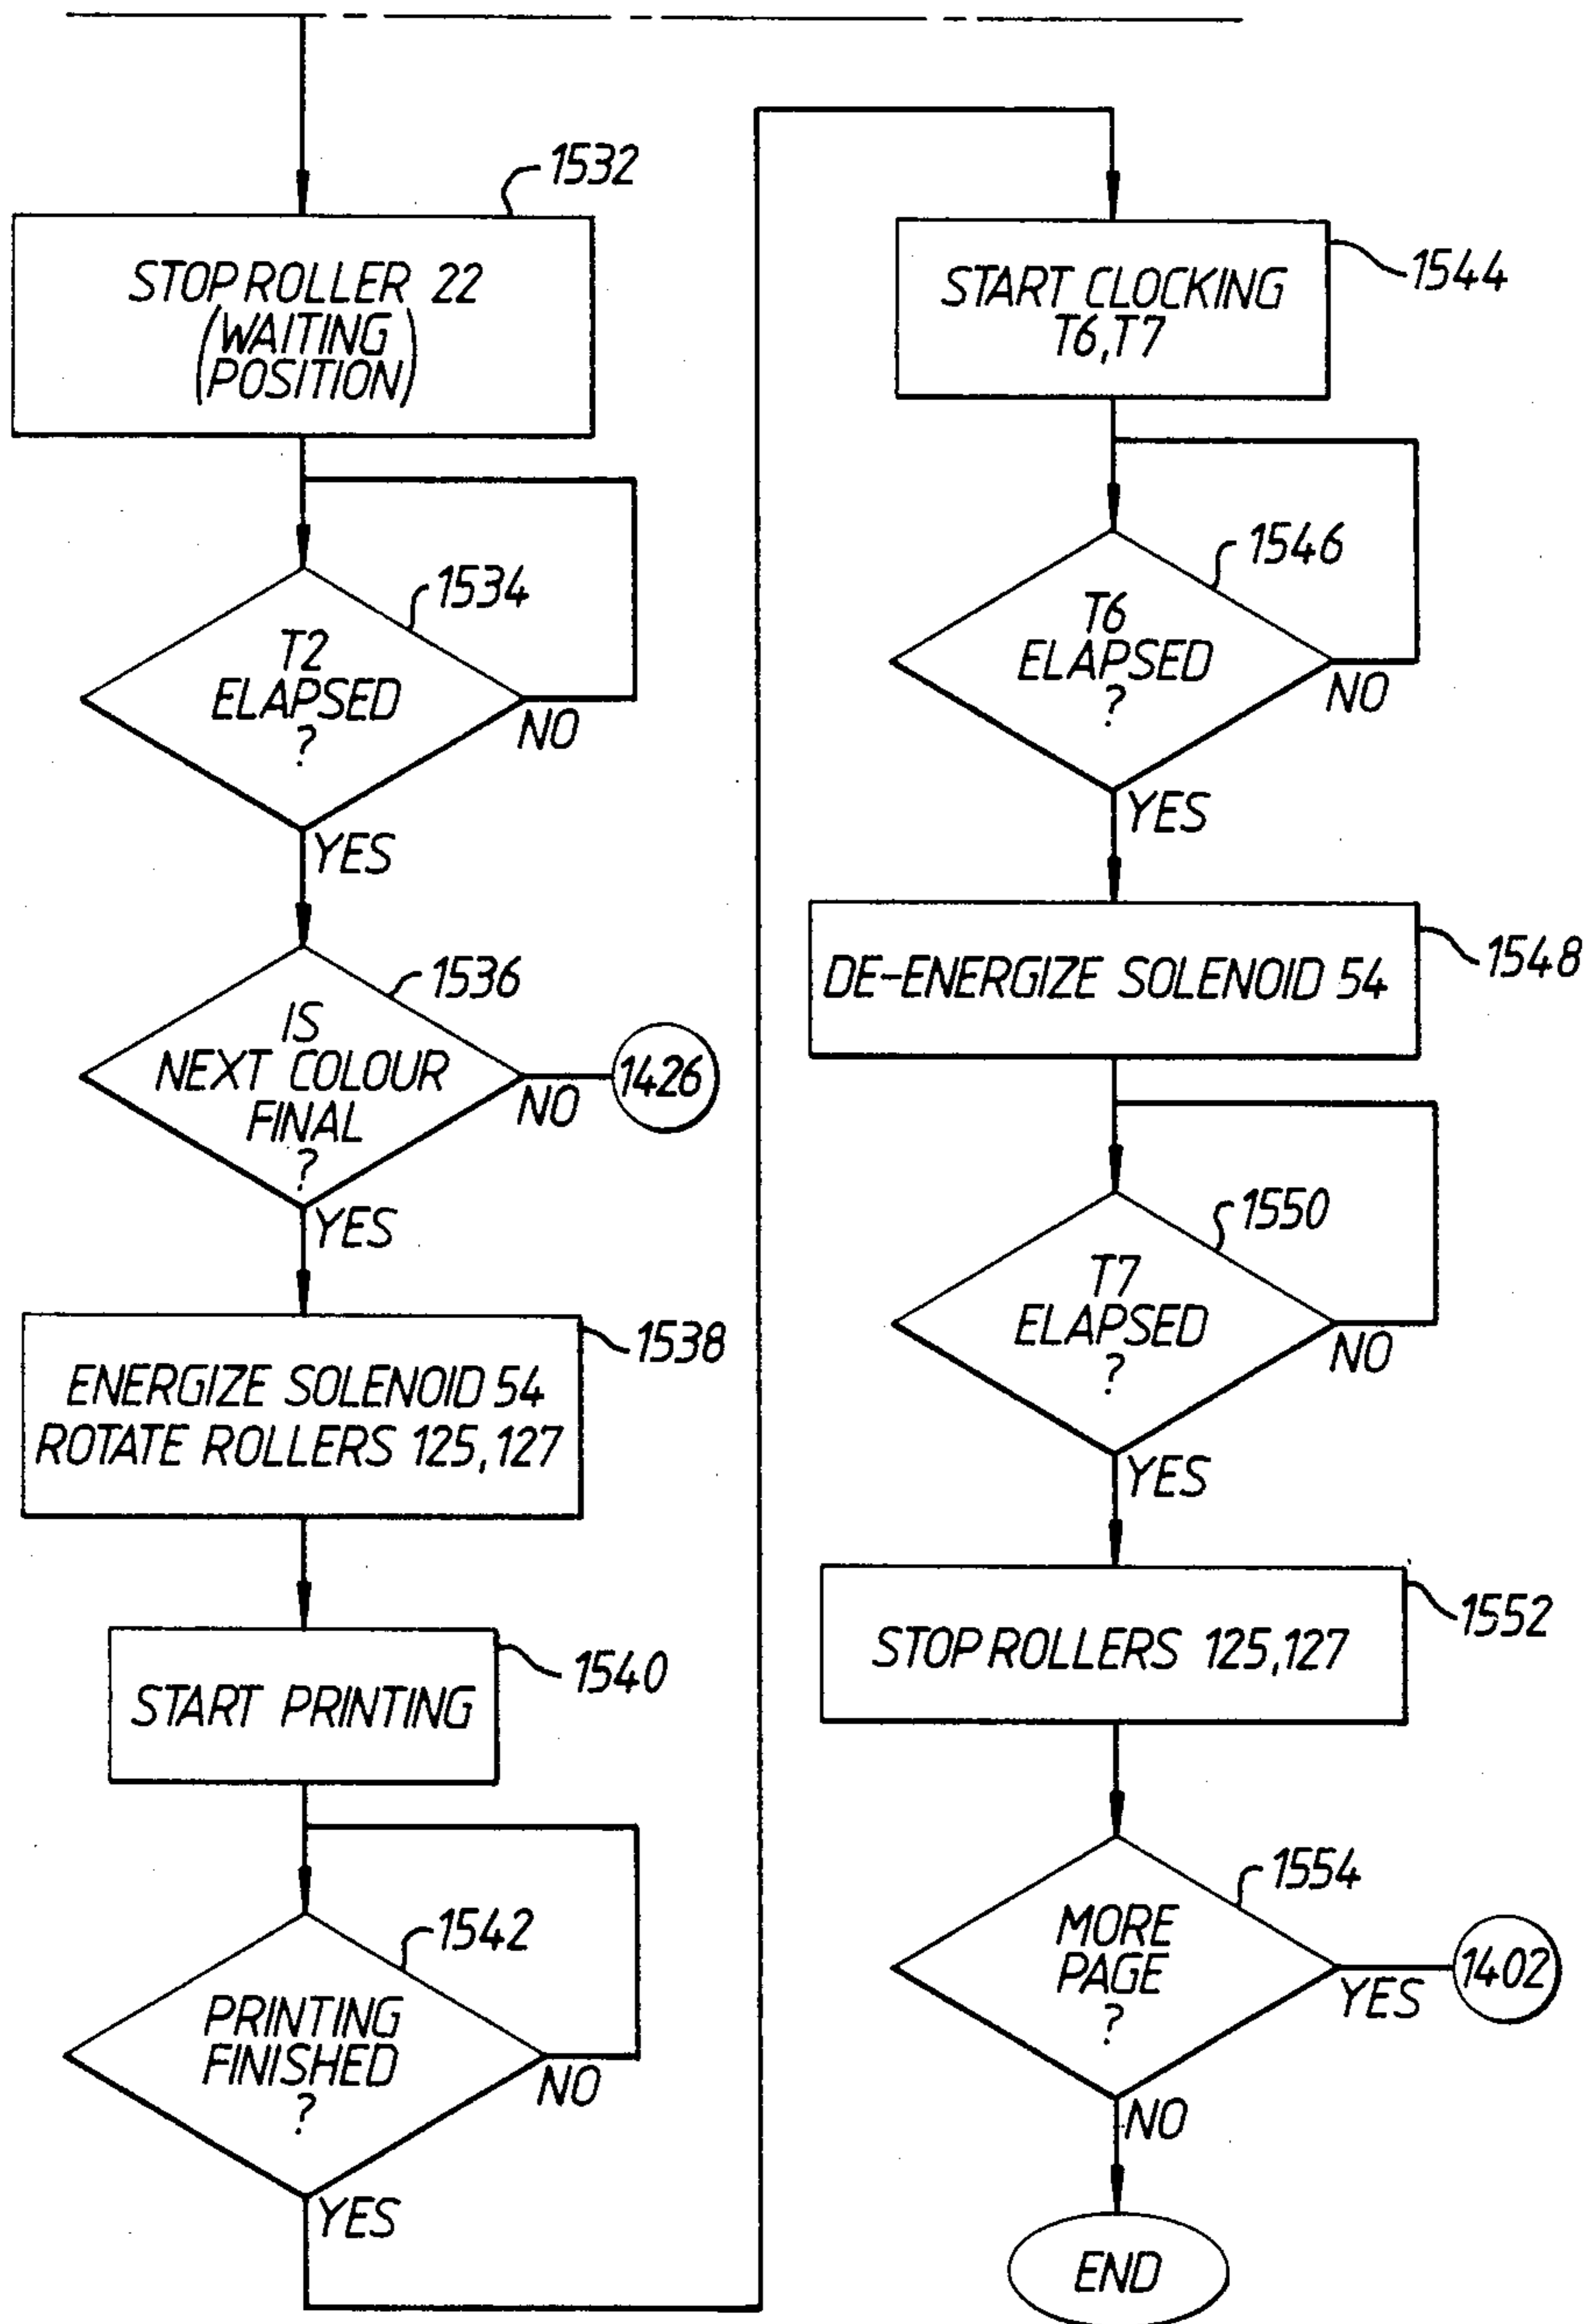 1532
STOP ROLLER 22
(WAITING
POSITION)
1534
T2
ELAPSED
?
NO
YES
1536
IS
NEXT COLOUR
FINAL
?
NO
1426
YES
1538
ENERGIZE SOLENOID 54
ROTATE ROLLERS 125,127
1540
START PRINTING
1542
PRINTING
FINISHED
?
NO
YES
1544
START CLOCKING
T6,T7
1546
T6
ELAPSED
?
NO
YES
1548
DE-ENERGIZE SOLENOID 54
1550
T7
ELAPSED
?
NO
YES
1552
STOP ROLLERS 125,127
1554
MORE
PAGE
?
YES
1402
NO
END